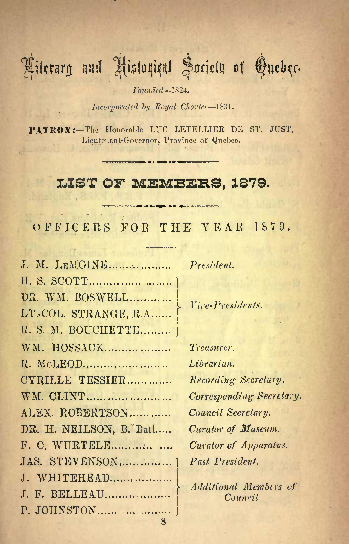 Literary and Historical Society of Quebec.
Founded--1824.
Incorporated by Royal Charter--1831.
PATRON:--The Honorable LUC LETELLIER DE ST. JUST,
Lieutenant-Governor, Province of Quebec.
LIST OF MEMBERS, 1879.
OFFICERS FOR THE YEAR 1879.
J. M. LEMOINE.................. President.
H. S. SCOTT........................
DR. WM. BOSWELL............
LT.-COL. STRANGE, R.A......
R. S. M. BOUCHETTE.........
Vice-Presidents.
WM. HOSSACK................... Treasurer.
R. McLEOD......................... Librarian.
CYRILLE TESSIER............. Recording Secretary.
WM. CLINT........................ Corresponding Secretary.
ALEX. ROBERTSON............ Council Secretary.
DR. H. NEILSON, B. Batt..... Curator of Museum.
F. C. WURTELE.................. Curator of Apparatus.
JAS. STEVENSON............... Past President.
J. WHITEHEAD..................
J. F. BELLEAU...................
P. JOHNSTON.....................
Additional Members of
Council
8